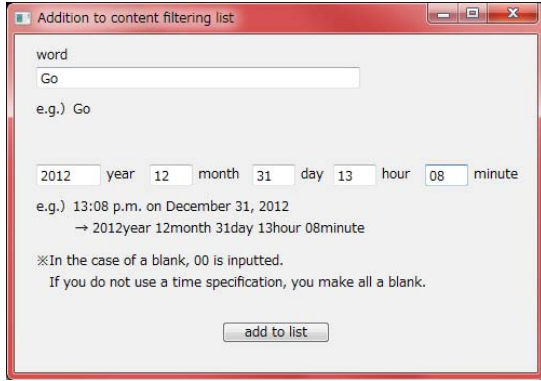 Addition to content filtering list
word
Go
e.g.) Go
2012 year 12 month 31 day 13 hour 08 minute
e.g.) 13:08 p.m. on December 31, 2012
→ 2012year 12month 31day 13hour 08minute
※In the case of a blank, 00 is inputted.
If you do not use a time specification, you make all a blank.
add to list